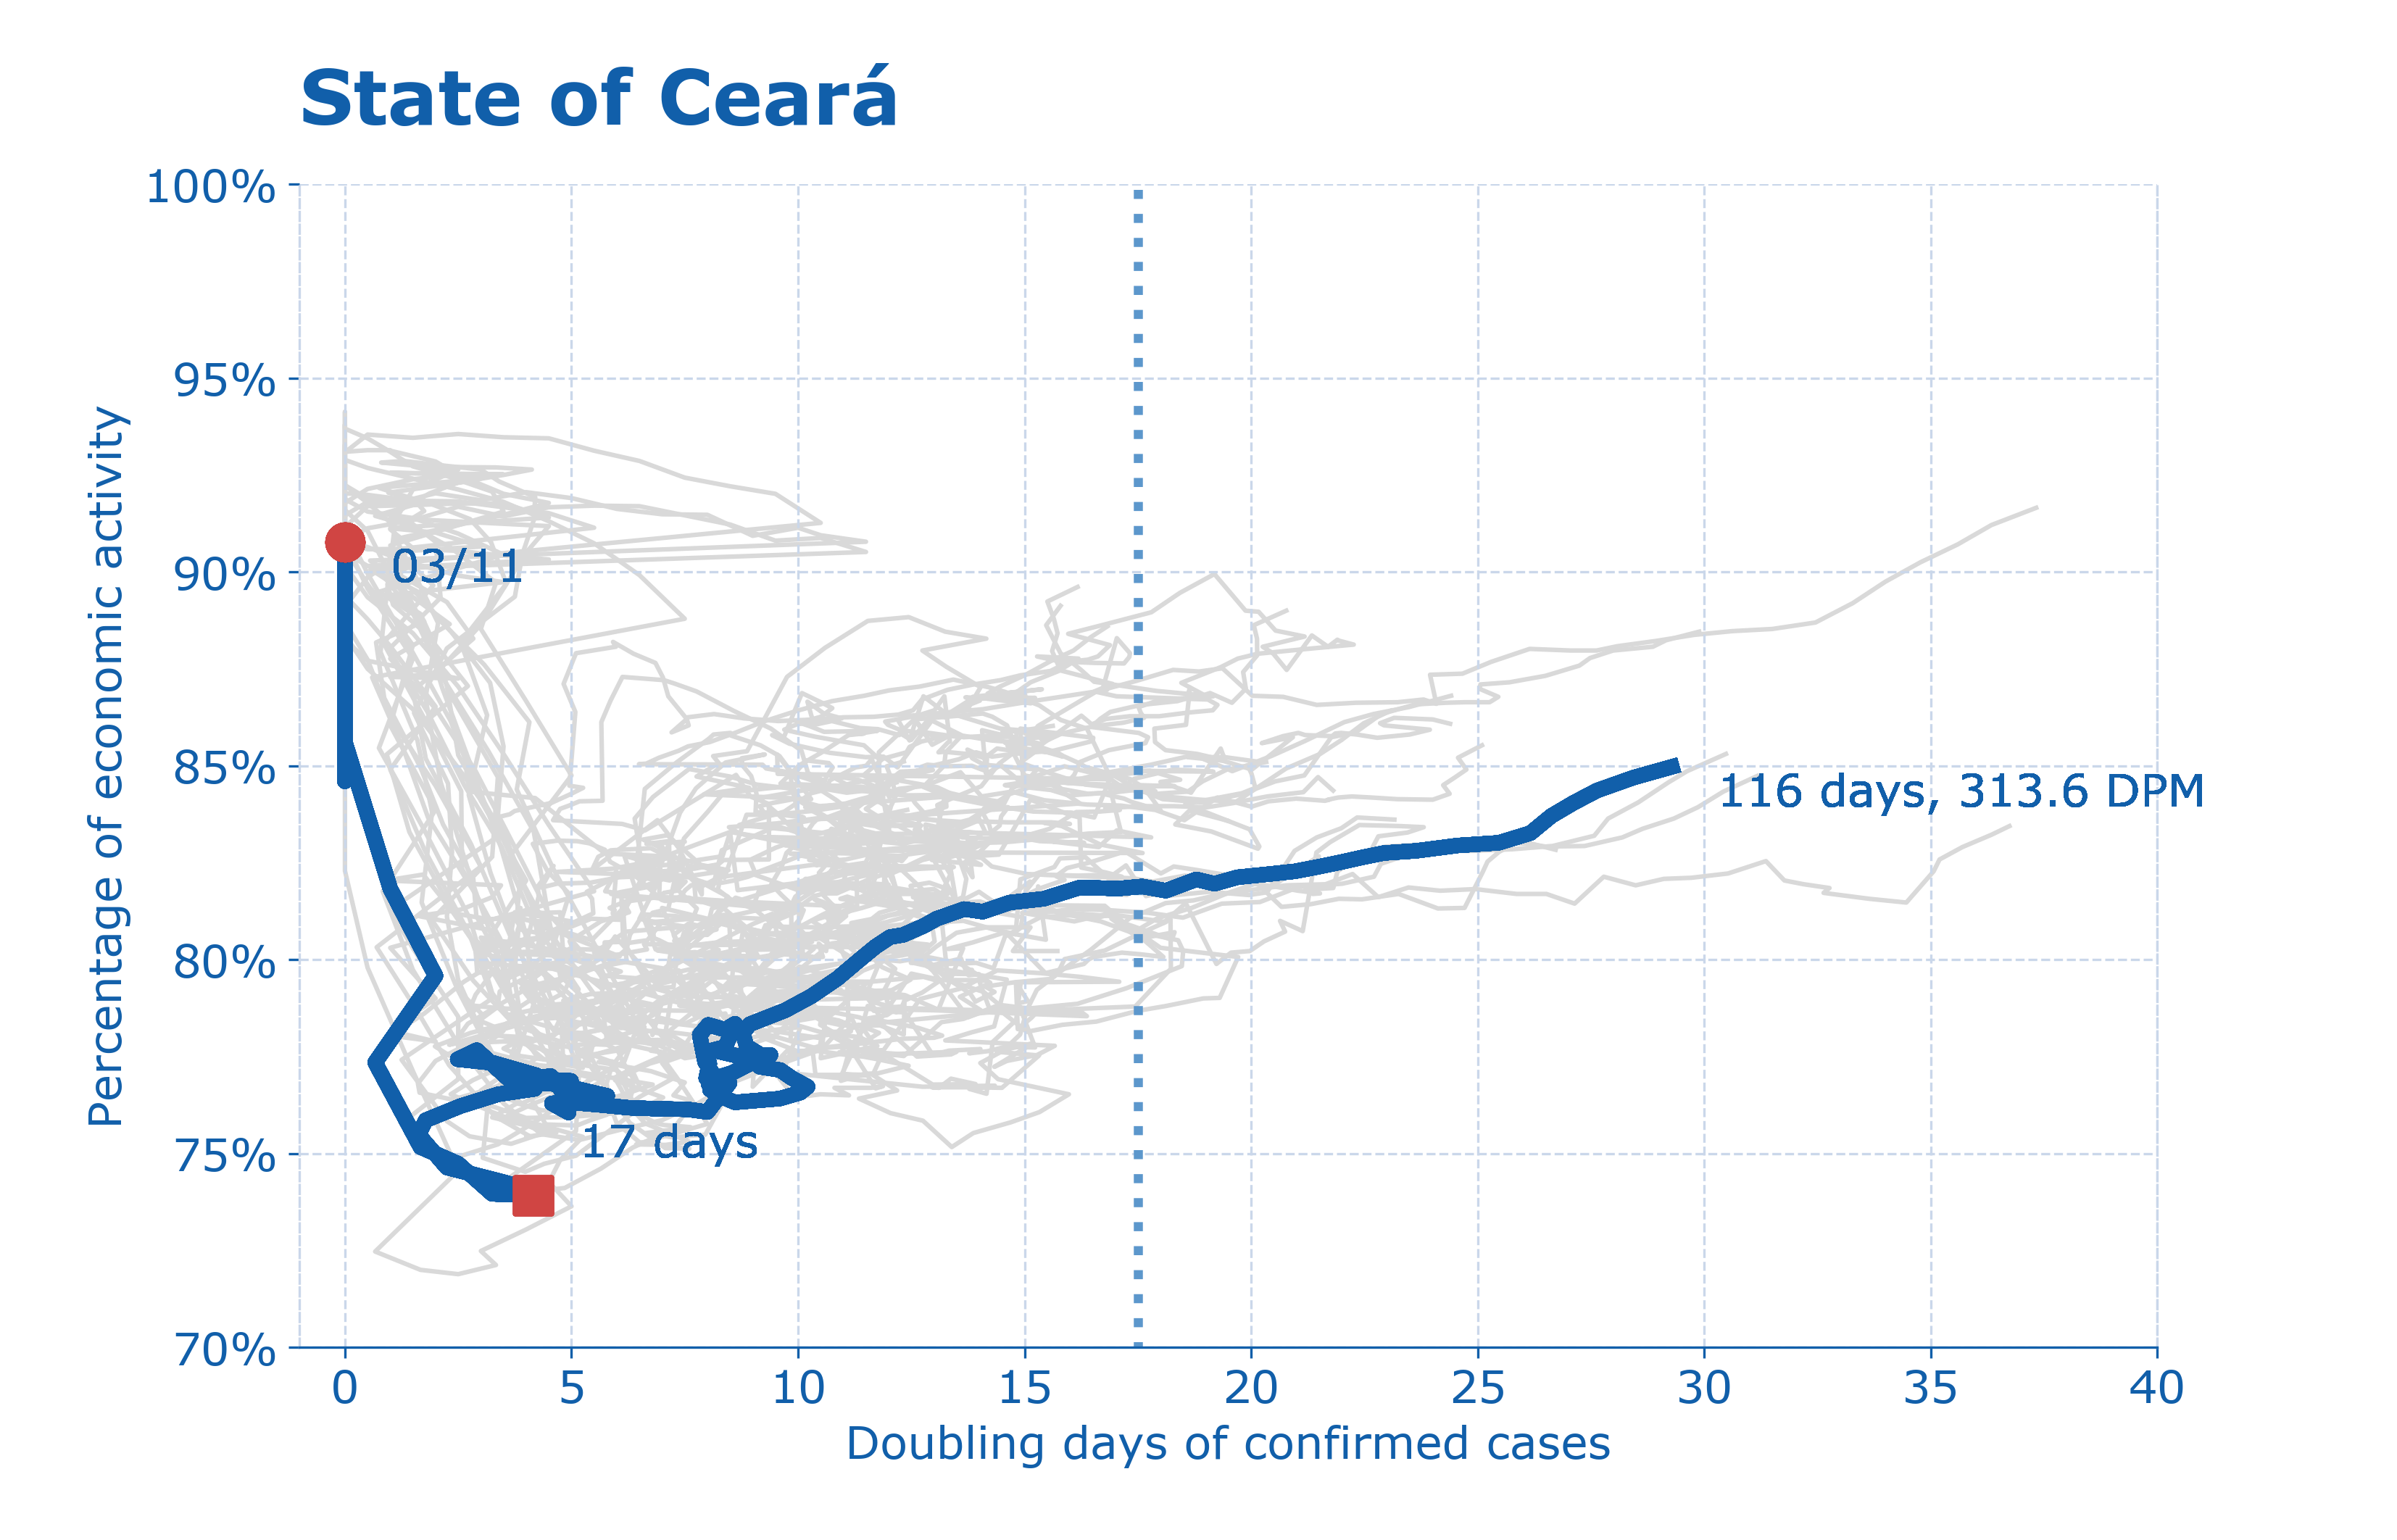 State of Ceará
100%
95%
90%
85%
80%
75%
70%
Percentage of economic activity
03/11
116 days, 313.6 DPM
17 days
0 5 10 15 20 25 30 35 40
Doubling days of confirmed cases